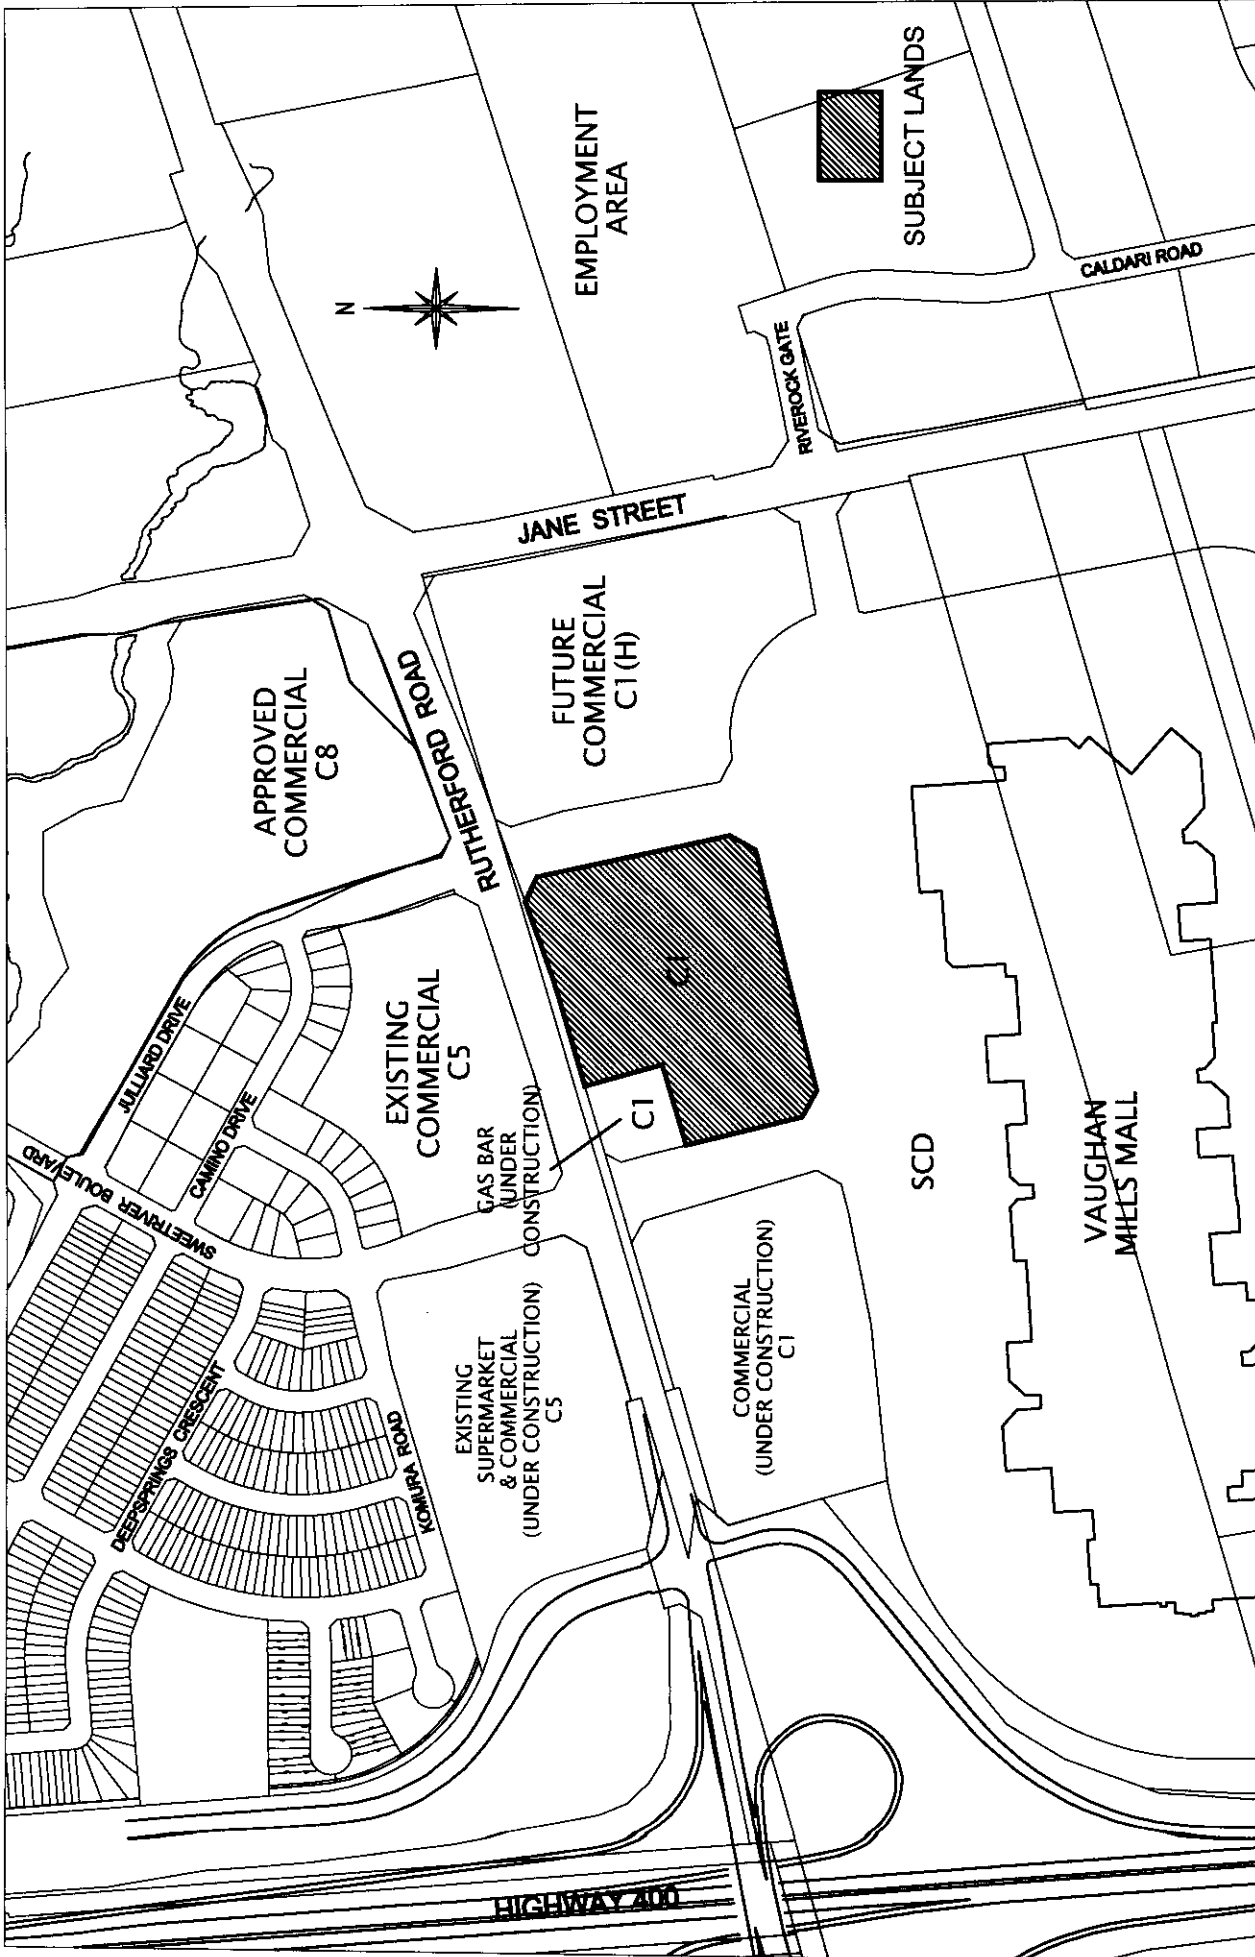 N
SUBJECT LANDS
EMPLOYMENT
AREA
CALDARI ROAD
RIVEROCK GATE
JANE STREET
APPROVED
COMMERCIAL
C8
RUTHERFORD ROAD
FUTURE
COMMERCIAL
C1(H)
JULLIARD DRIVE
CAMINO DRIVE
SWEETRIVER BOULEVARD
EXISTING
COMMERCIAL
C5
C1
GAS BAR
(UNDER
CONSTRUCTION)
C1
SCD
VAUGHAN
MILLS MALL
DEEPSPRINGS CRESCENT
KOMURA ROAD
EXISTING
SUPERMARKET
& COMMERCIAL
(UNDER CONSTRUCTION)
C5
COMMERCIAL
(UNDER CONSTRUCTION)
C1
HIGHWAY 400